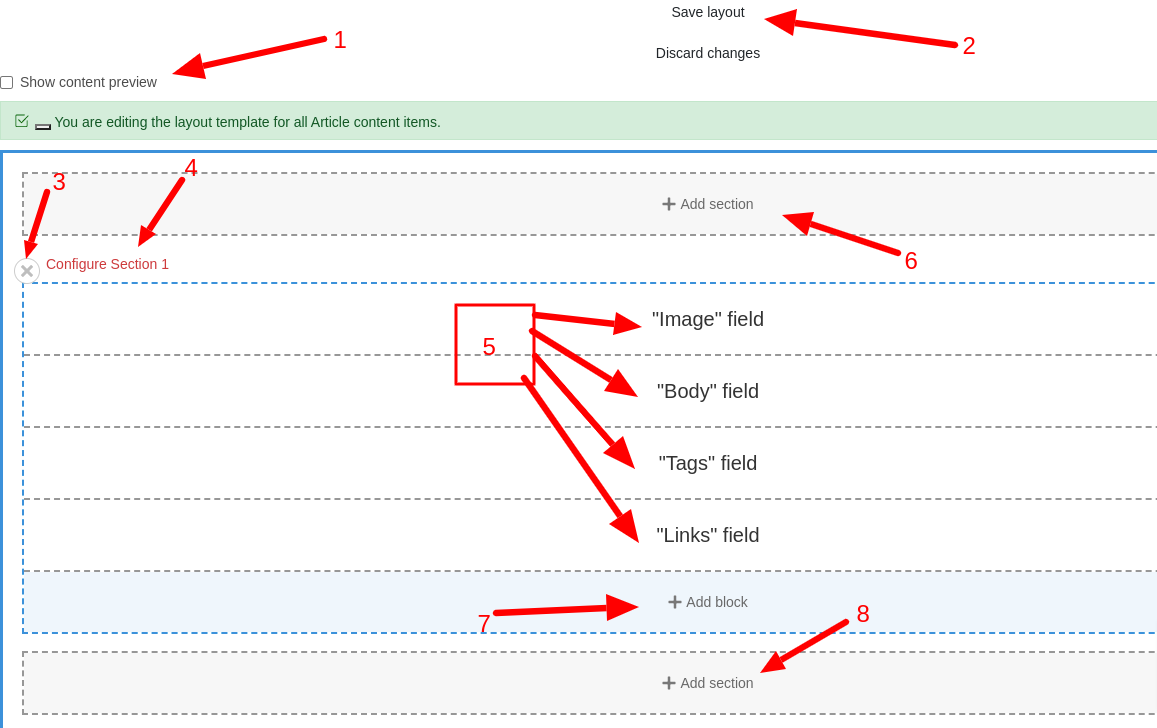 Save layout
1
2
Discard changes
Show content preview
You are editing the layout template for all Article content items.
3
4
Add section
6
Configure Section 1
"Image" field
5
"Body" field
"Tags" field
"Links" field
Add block
7
8
Add section